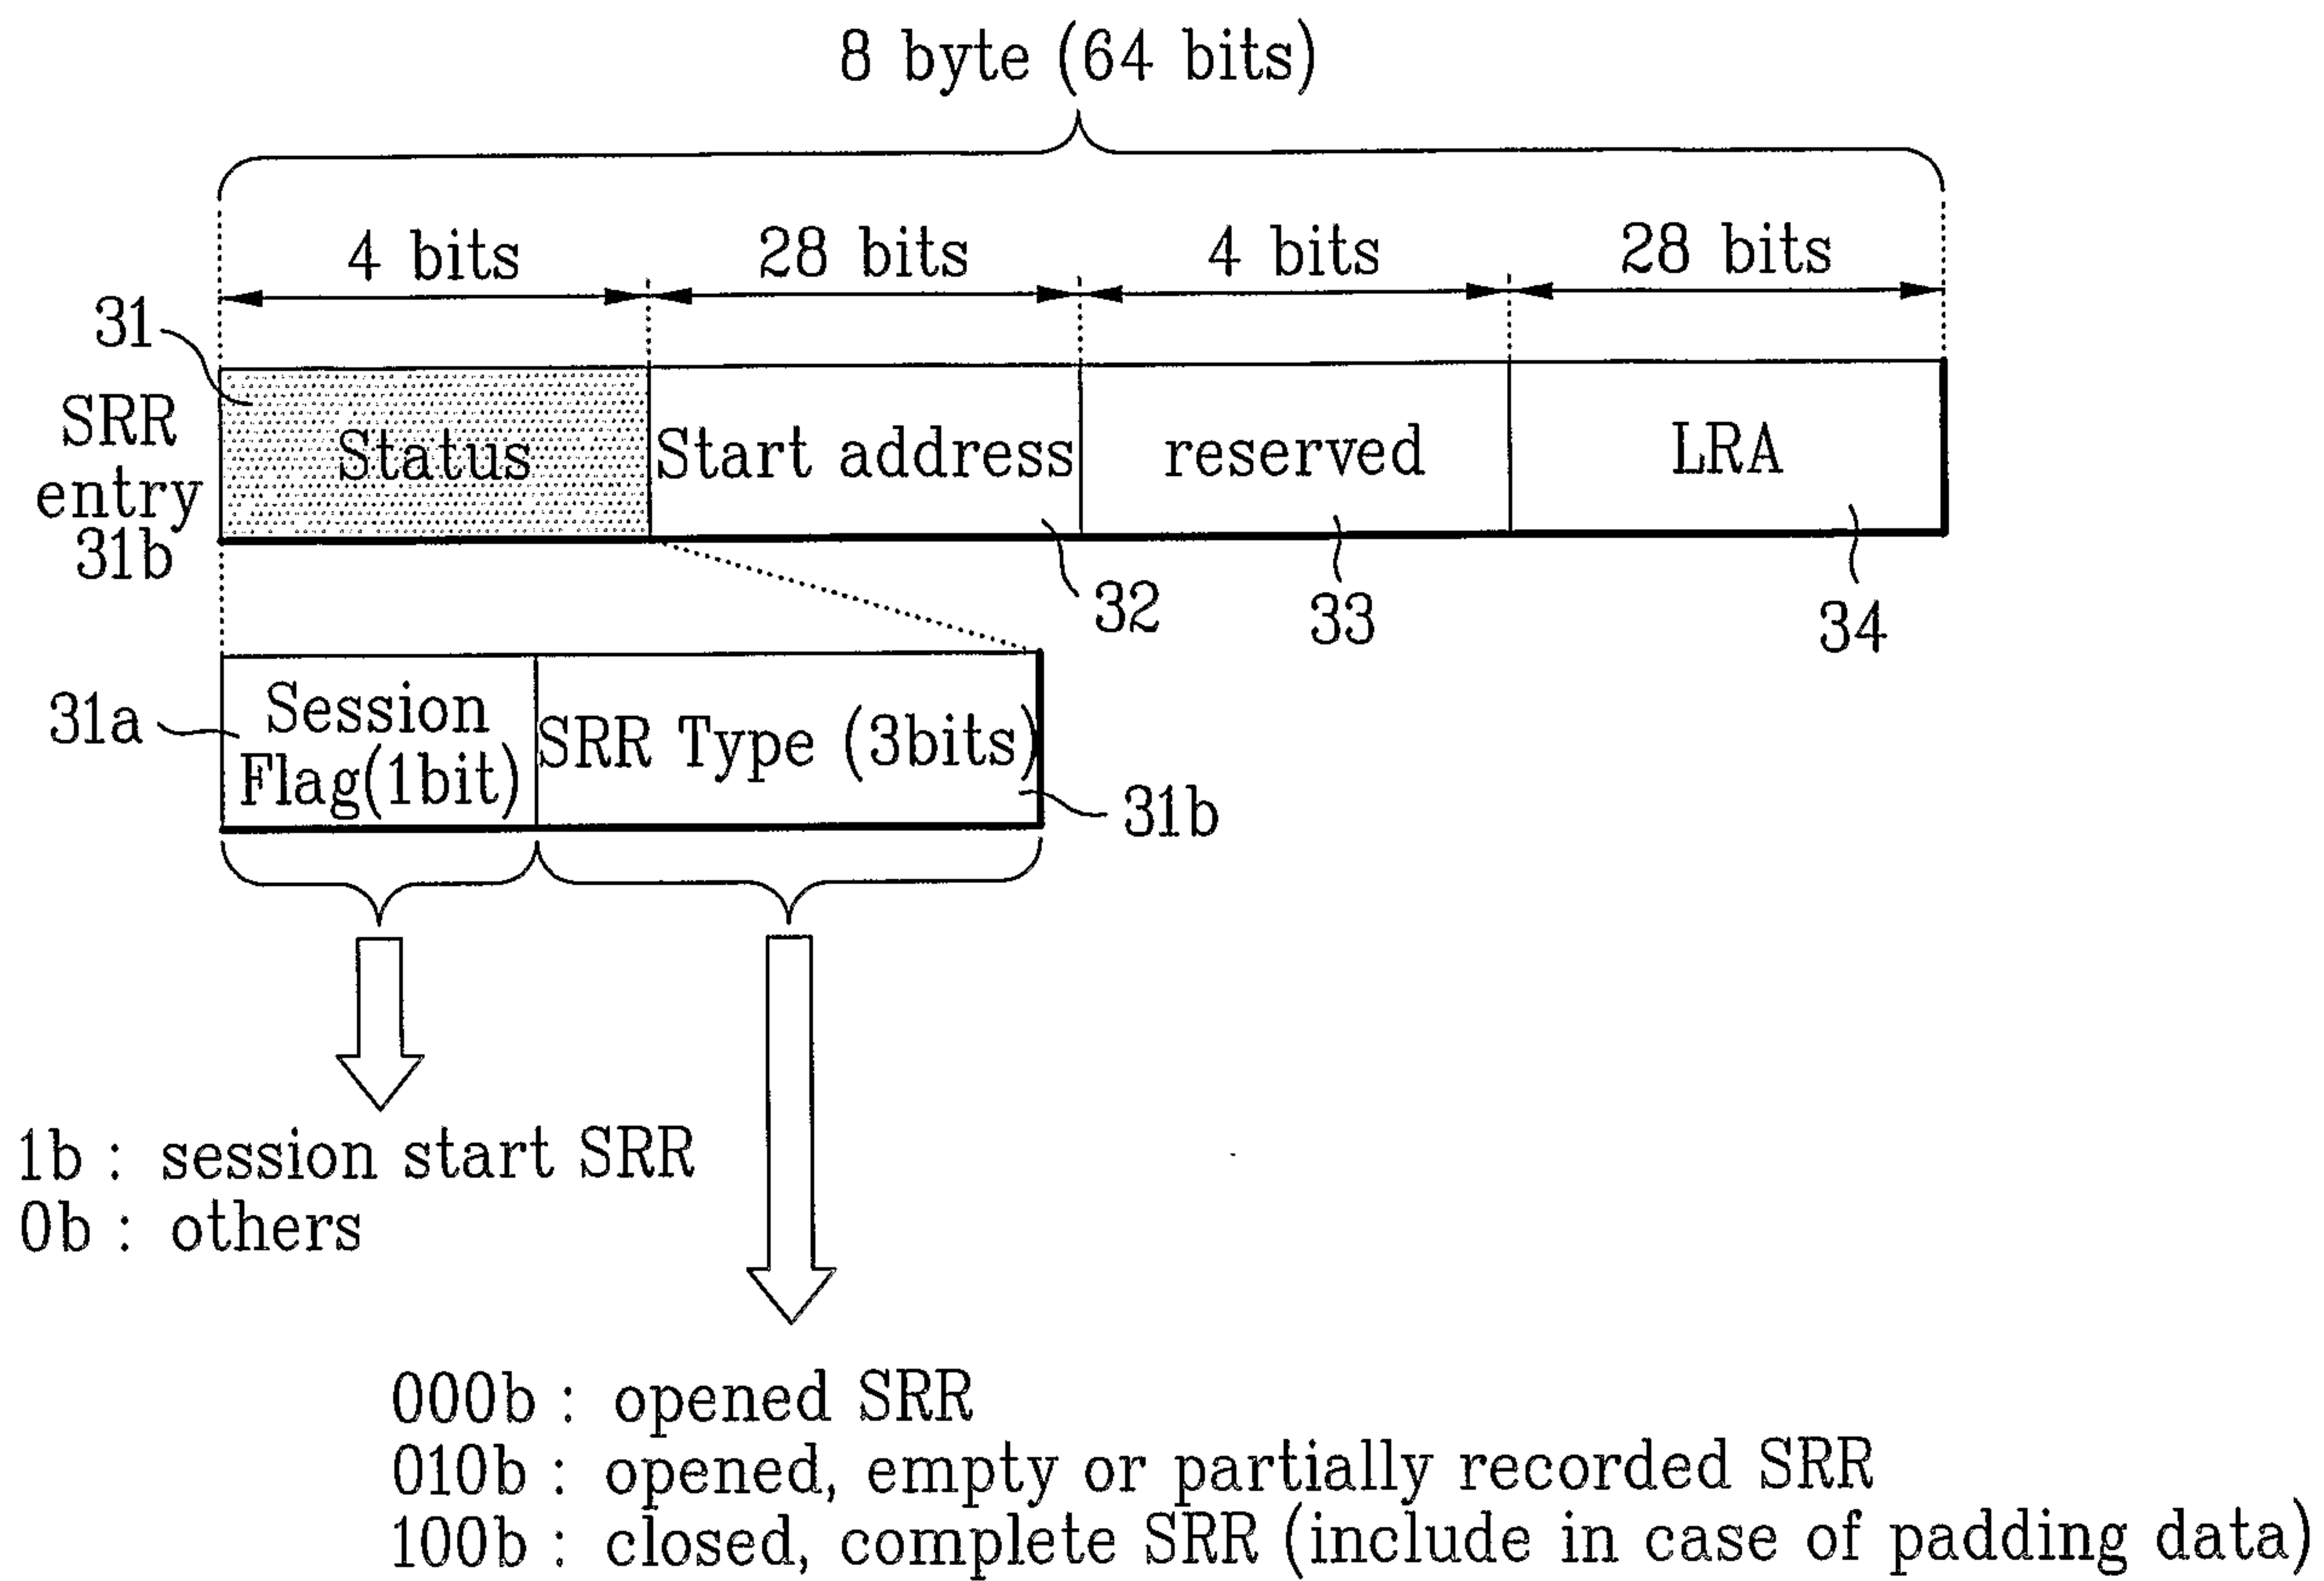 8 byte (64 bits)
4 bits 28 bits 4 bits 28 bits
31
SRR
entry
31b
Status Start address reserved LRA
32 33 34
31a
Session
Flag(1bit)
SRR Type (3bits)
31b
1b : session start SRR
0b : others
000b : opened SRR
010b : opened, empty or partially recorded SRR
100b : closed, complete SRR (include in case of padding data)